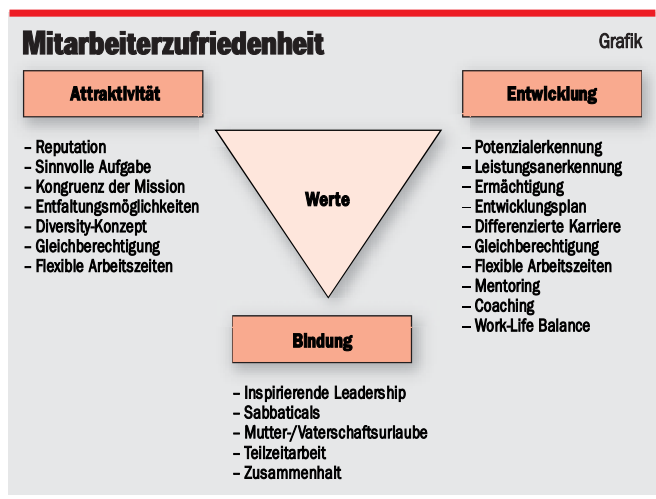 Mitarbeiterzufriedenheit
Grafik
Attraktivität
– Reputation
– Sinnvolle Aufgabe
– Kongruenz der Mission
– Entfaltungsmöglichkeiten
– Diversity-Konzept
– Gleichberechtigung
– Flexible Arbeitszeiten
Werte
Entwicklung
– Potenzialerkennung
– Leistungsanerkennung
– Ermächtigung
– Entwicklungsplan
– Differenzierte Karriere
– Gleichberechtigung
– Flexible Arbeitszeiten
– Mentoring
– Coaching
– Work-Life Balance
Bindung
– Inspirierende Leadership
– Sabbaticals
– Mutter-/Vaterschaftsurlaube
– Teilzeitarbeit
– Zusammenhalt